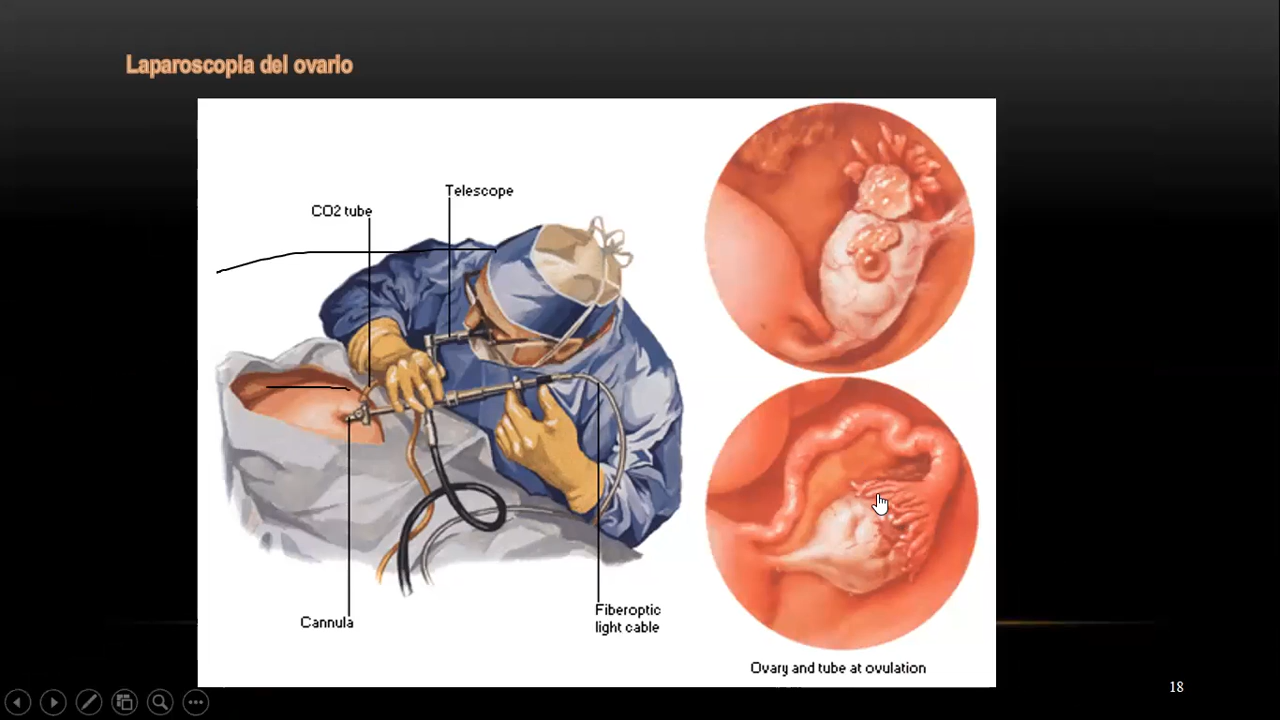 Laparoscopia del ovario
Telescope
CO2 tube
Cannula
Fiberoptic
light cable
Ovary and tube at ovulation
18